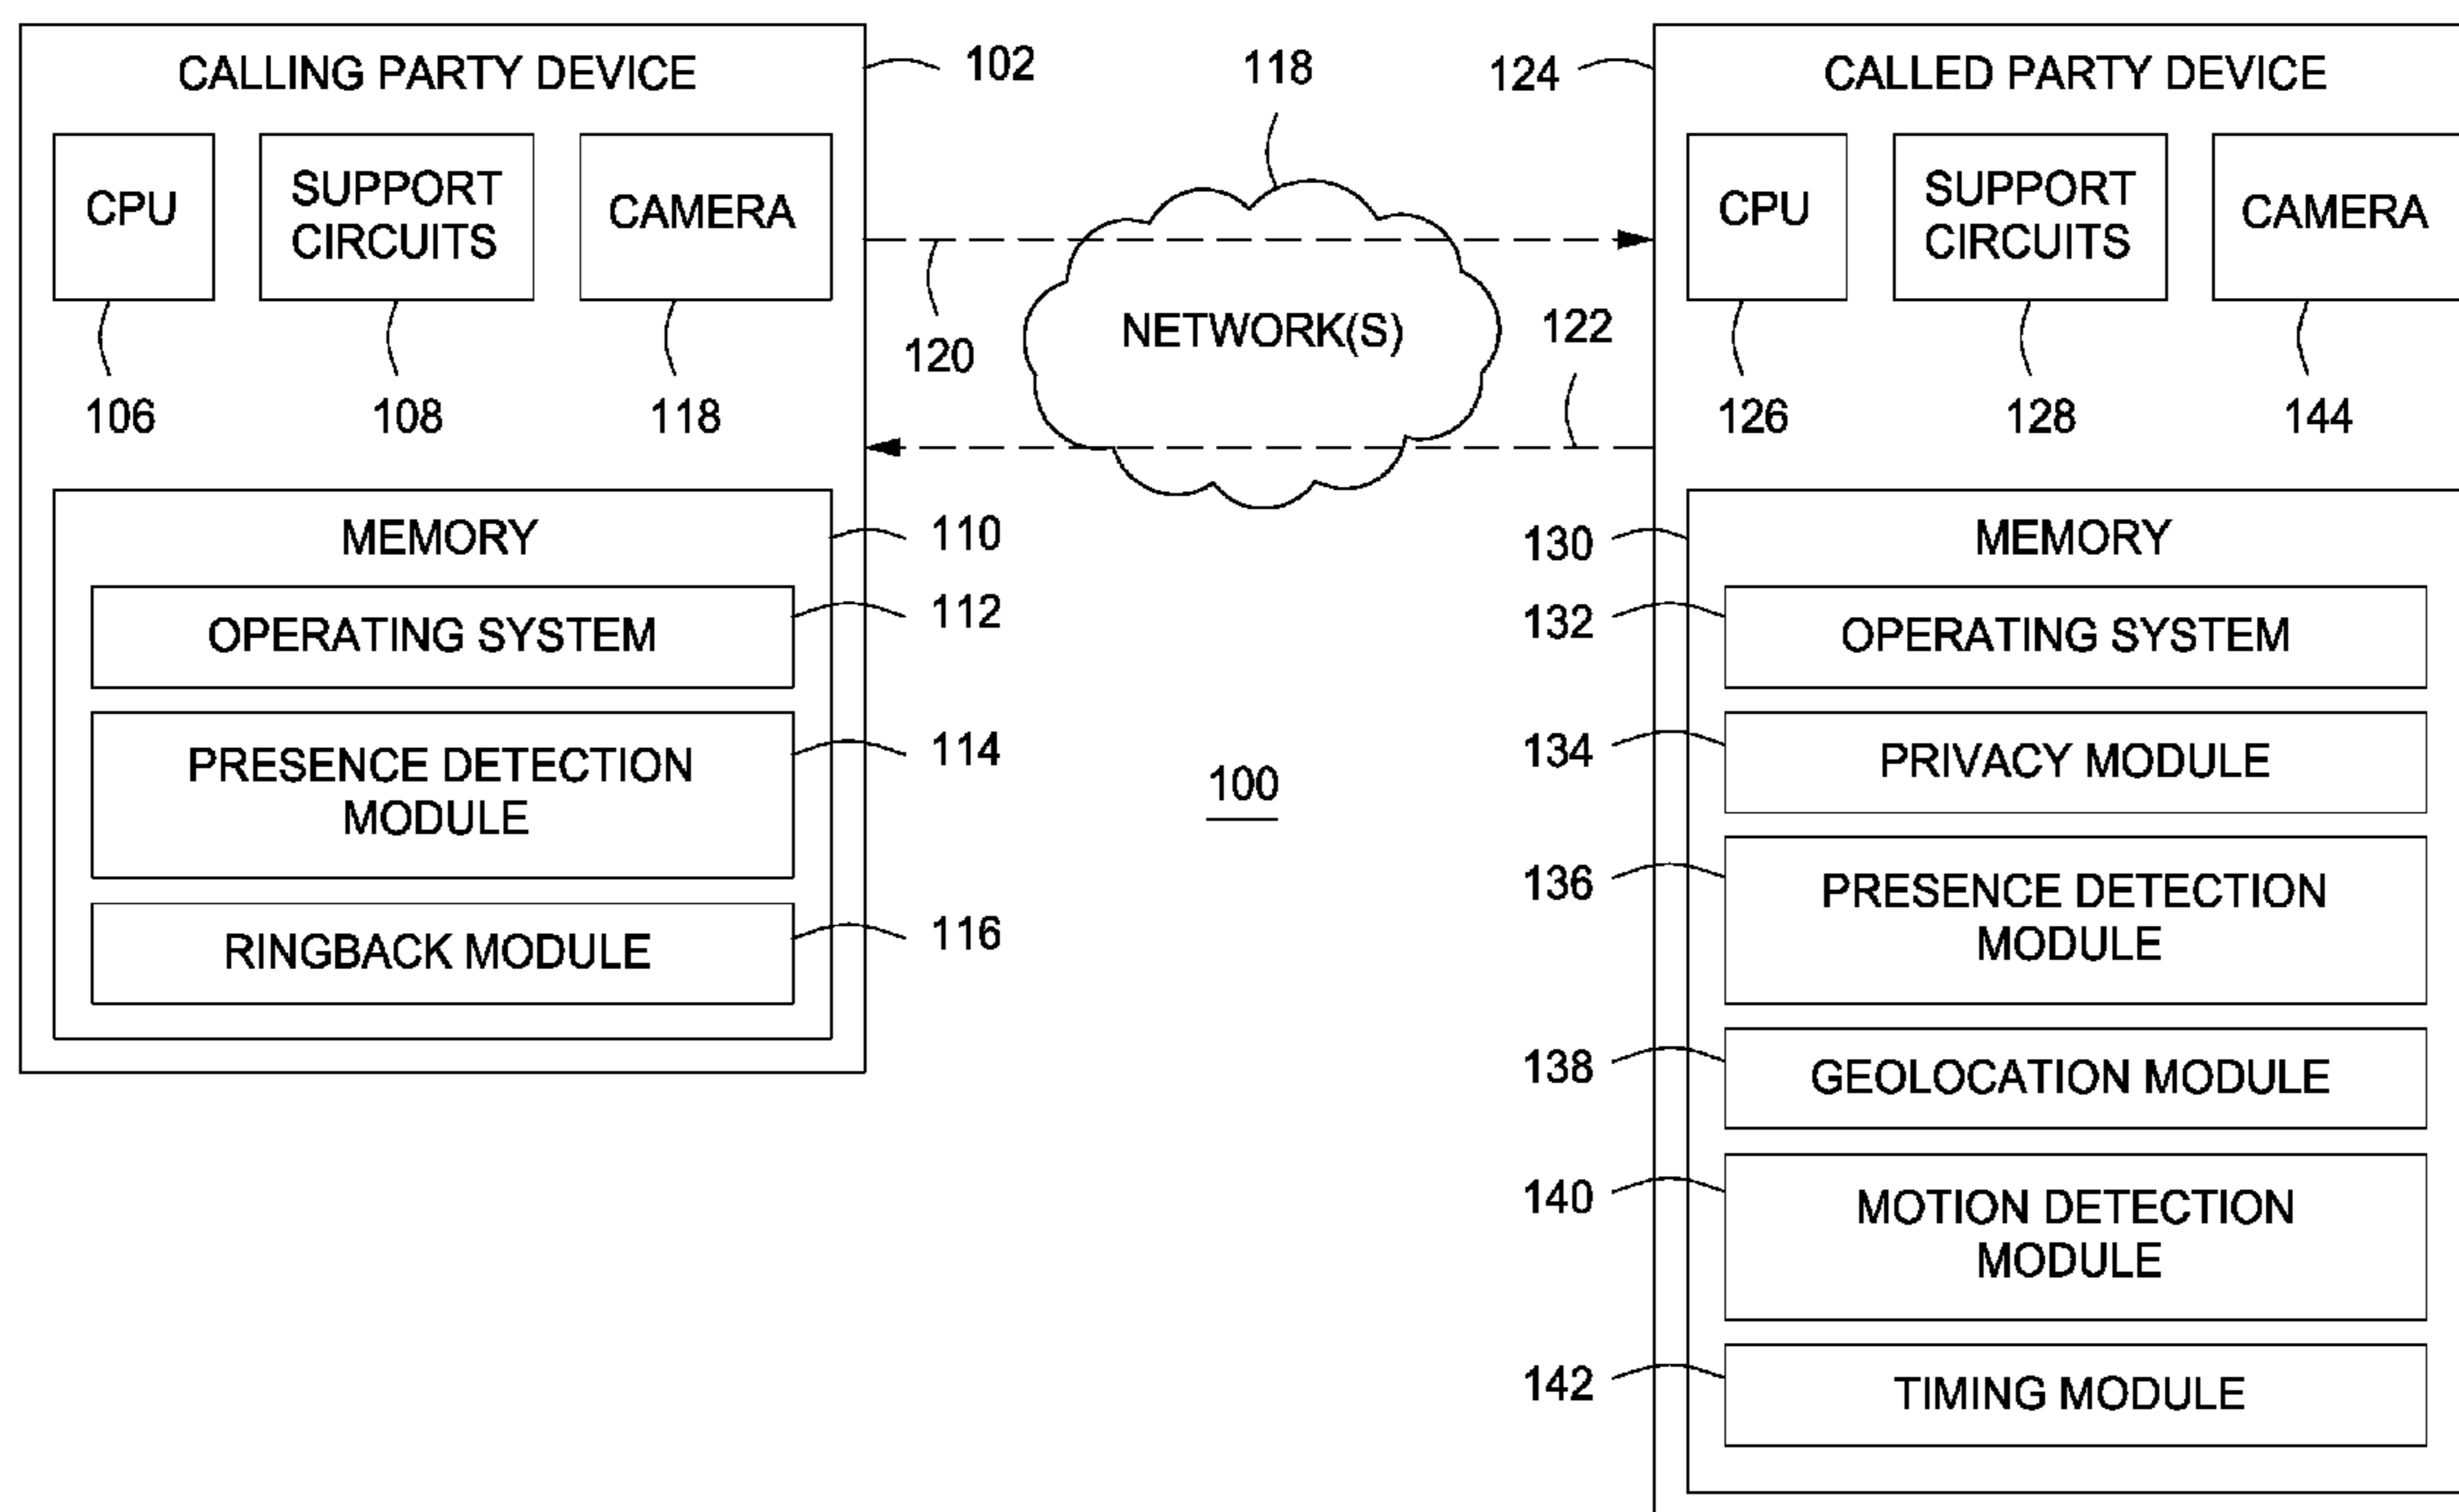 CALLING PARTY DEVICE
102
CPU
SUPPORT
CIRCUITS
CAMERA
106
108
118
MEMORY
110
OPERATING SYSTEM
112
PRESENCE DETECTION
MODULE
114
RINGBACK MODULE
116
118
NETWORK(S)
120
122
100
124
CALLED PARTY DEVICE
CPU
SUPPORT
CIRCUITS
CAMERA
126
128
144
130
MEMORY
132
OPERATING SYSTEM
134
PRIVACY MODULE
136
PRESENCE DETECTION
MODULE
138
GEOLOCATION MODULE
140
MOTION DETECTION
MODULE
142
TIMING MODULE